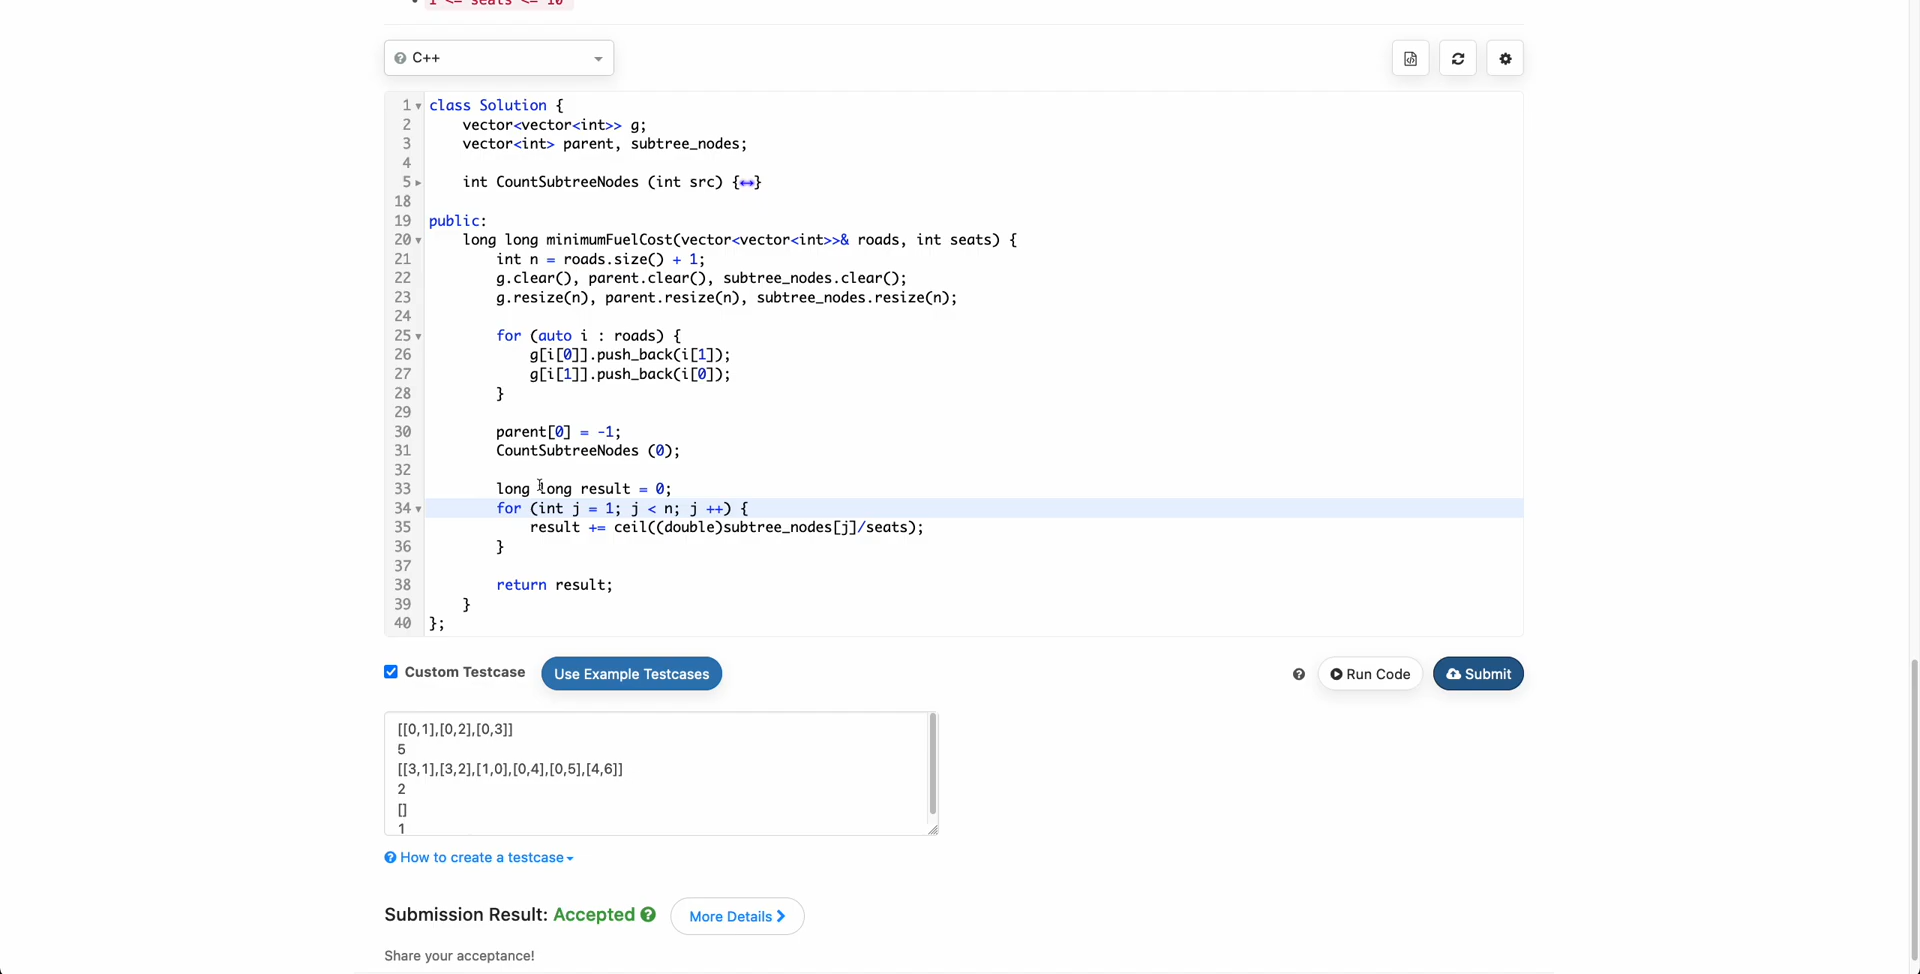 1 <= seats <= 10
C++
1 class Solution {
2 vector<vector<int>> g;
3 vector<int> parent, subtree_nodes;
4
5 int CountSubtreeNodes (int src) {↔}
18
19 public:
20 long long minimumFuelCost(vector<vector<int>>& roads, int seats) {
21 int n = roads.size() + 1;
22 g.clear(), parent.clear(), subtree_nodes.clear();
23 g.resize(n), parent.resize(n), subtree_nodes.resize(n);
24
25 for (auto i : roads) {
26 g[i[0]].push_back(i[1]);
27 g[i[1]].push_back(i[0]);
28 }
29
30 parent[0] = -1;
31 CountSubtreeNodes (0);
32
33 long long result = 0;
34 for (int j = 1; j < n; j ++) {
35 result += ceil((double)subtree_nodes[j]/seats);
36 }
37
38 return result;
39 }
40 };
Custom Testcase Use Example Testcases Run Code Submit
[[0,1],[0,2],[0,3]]
5
[[3,1],[3,2],[1,0],[0,4],[0,5],[4,6]]
2
[]
1
How to create a testcase
Submission Result: Accepted More Details
Share your acceptance!